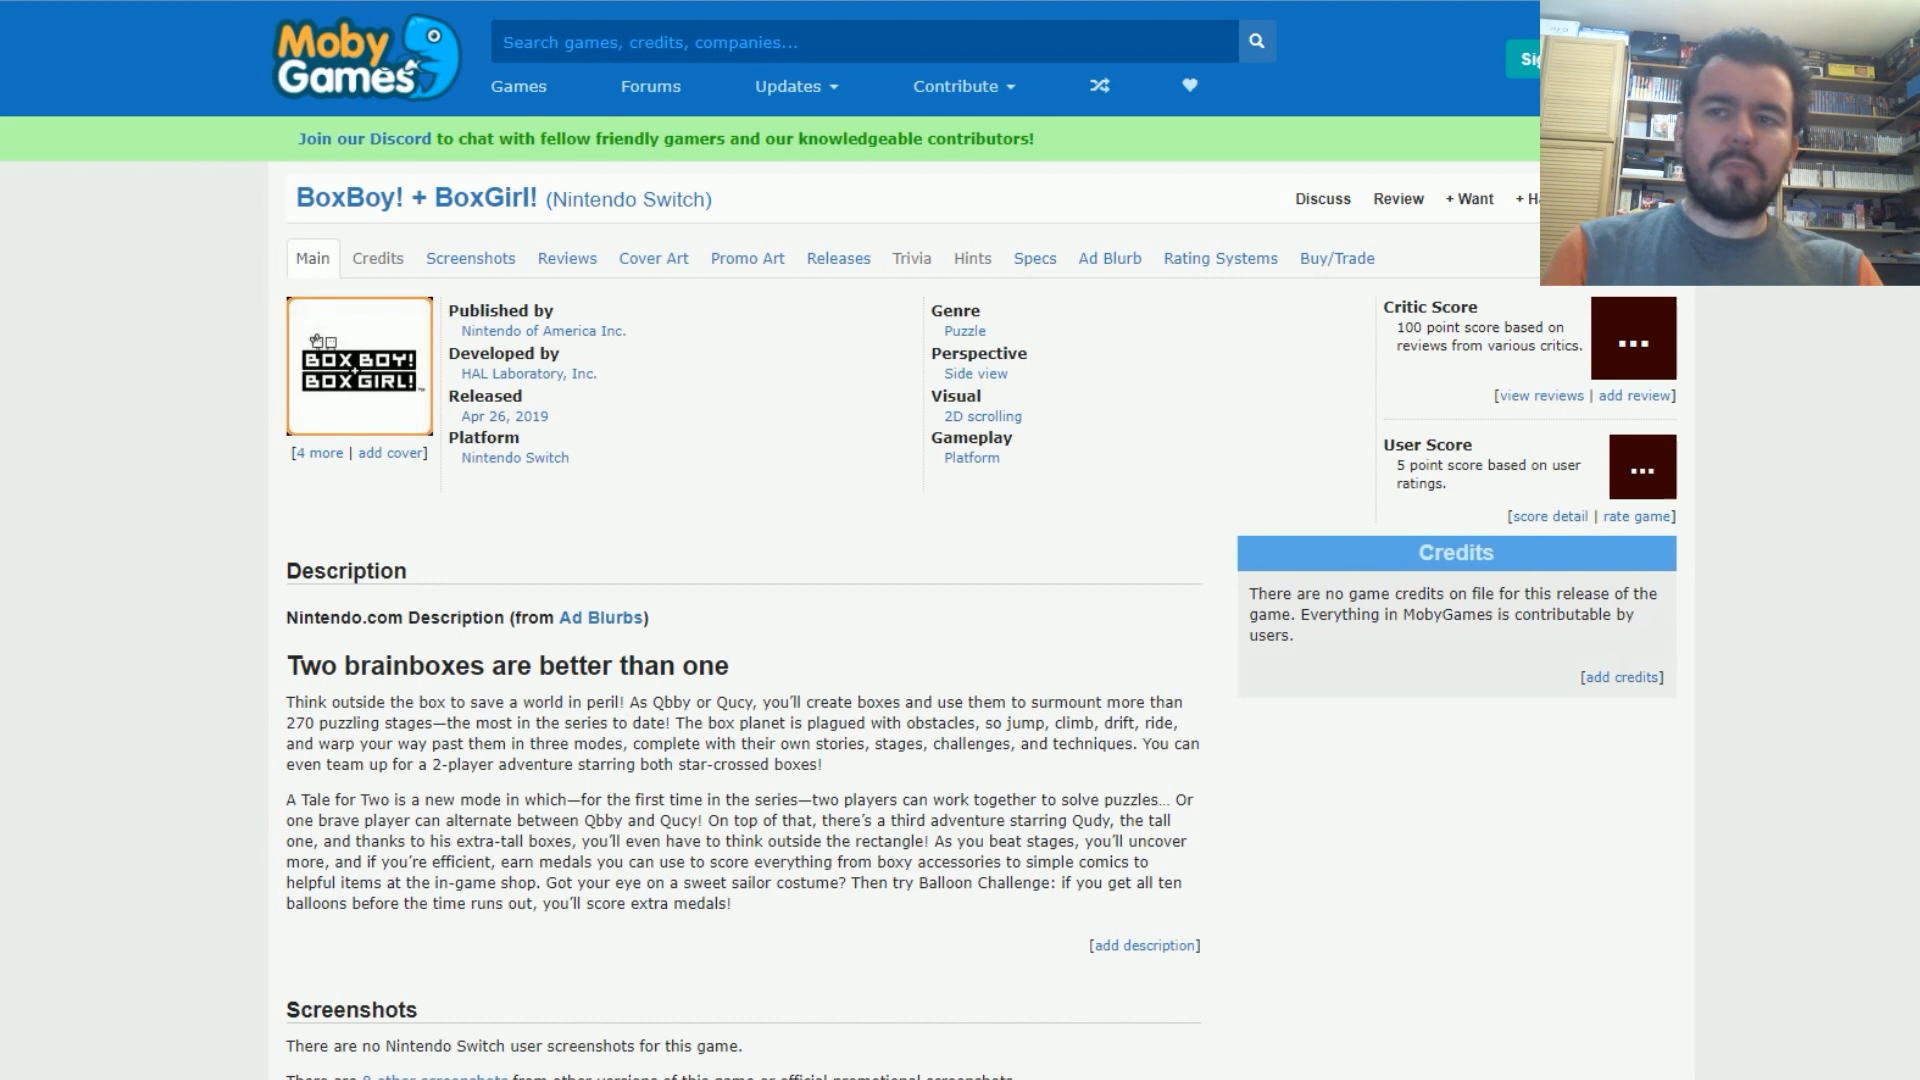 Moby
Games
Search games, credits, companies...
Games Forums Updates Contribute
Join our Discord to chat with fellow friendly gamers and our knowledgeable contributors!
BoxBoy! + BoxGirl! (Nintendo Switch)
Discuss Review + Want
Main Credits Screenshots Reviews Cover Art Promo Art Releases Trivia Hints Specs Ad Blurb Rating Systems Buy/Trade
BOX BOY!
+
BOX GIRL! ™
[4 more | add cover]
Published by
Nintendo of America Inc.
Developed by
HAL Laboratory, Inc.
Released
Apr 26, 2019
Platform
Nintendo Switch
Genre
Puzzle
Perspective
Side view
Visual
2D scrolling
Gameplay
Platform
Critic Score
100 point score based on
reviews from various critics.
...
[view reviews | add review]
User Score
5 point score based on user
ratings.
...
[score detail | rate game]
Description
Nintendo.com Description (from Ad Blurbs)
Two brainboxes are better than one
Think outside the box to save a world in peril! As Qbby or Qucy, you’ll create boxes and use them to surmount more than
270 puzzling stages—the most in the series to date! The box planet is plagued with obstacles, so jump, climb, drift, ride,
and warp your way past them in three modes, complete with their own stories, stages, challenges, and techniques. You can
even team up for a 2-player adventure starring both star-crossed boxes!
A Tale for Two is a new mode in which—for the first time in the series—two players can work together to solve puzzles… Or
one brave player can alternate between Qbby and Qucy! On top of that, there’s a third adventure starring Qudy, the tall
one, and thanks to his extra-tall boxes, you’ll even have to think outside the rectangle! As you beat stages, you’ll uncover
more, and if you’re efficient, earn medals you can use to score everything from boxy accessories to simple comics to
helpful items at the in-game shop. Got your eye on a sweet sailor costume? Then try Balloon Challenge: if you get all ten
balloons before the time runs out, you’ll score extra medals!
[add description]
Credits
There are no game credits on file for this release of the
game. Everything in MobyGames is contributable by
users.
[add credits]
Screenshots
There are no Nintendo Switch user screenshots for this game.
There are 8 other screenshots from other versions of this game or official promotional screenshots.